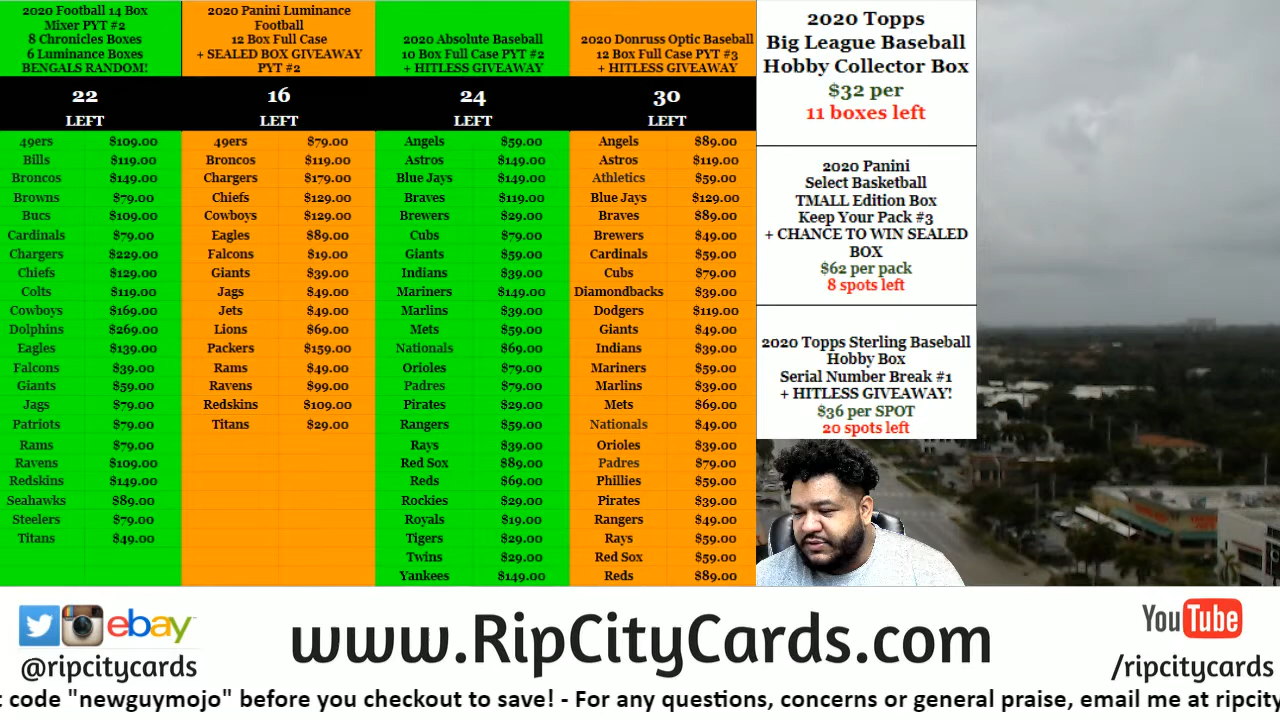 2020 Football 14 Box
Mixer PYT #2
8 Chronicles Boxes
6 Luminance Boxes
BENGALS RANDOM!
22
LEFT
49ers $109.00
Bills $119.00
Broncos $149.00
Browns $79.00
Bucs $109.00
Cardinals $79.00
Chargers $229.00
Chiefs $129.00
Colts $119.00
Cowboys $169.00
Dolphins $269.00
Eagles $139.00
Falcons $39.00
Giants $59.00
Jags $79.00
Patriots $79.00
Rams $79.00
Ravens $109.00
Redskins $149.00
Seahawks $89.00
Steelers $79.00
Titans $49.00
2020 Panini Luminance
Football
12 Box Full Case
+ SEALED BOX GIVEAWAY
PYT #2
16
LEFT
49ers $79.00
Broncos $119.00
Chargers $179.00
Chiefs $129.00
Cowboys $129.00
Eagles $89.00
Falcons $19.00
Giants $39.00
Jags $49.00
Jets $49.00
Lions $69.00
Packers $159.00
Rams $49.00
Ravens $99.00
Redskins $109.00
Titans $29.00
2020 Absolute Baseball
10 Box Full Case PYT #2
+ HITLESS GIVEAWAY
24
LEFT
Angels $59.00
Astros $149.00
Blue Jays $149.00
Braves $119.00
Brewers $29.00
Cubs $79.00
Giants $59.00
Indians $39.00
Mariners $149.00
Marlins $39.00
Mets $59.00
Nationals $69.00
Orioles $79.00
Padres $79.00
Pirates $29.00
Rangers $59.00
Rays $39.00
Red Sox $89.00
Reds $69.00
Rockies $29.00
Royals $19.00
Tigers $29.00
Twins $29.00
Yankees $149.00
2020 Donruss Optic Baseball
12 Box Full Case PYT #3
+ HITLESS GIVEAWAY
30
LEFT
Angels $89.00
Astros $119.00
Athletics $59.00
Blue Jays $129.00
Braves $89.00
Brewers $49.00
Cardinals $59.00
Cubs $79.00
Diamondbacks $39.00
Dodgers $119.00
Giants $49.00
Indians $39.00
Mariners $59.00
Marlins $39.00
Mets $69.00
Nationals $49.00
Orioles $39.00
Padres $79.00
Phillies $59.00
Pirates $39.00
Rangers $49.00
Rays $59.00
Red Sox $59.00
Reds $89.00
2020 Topps
Big League Baseball
Hobby Collector Box
$32 per
11 boxes left
2020 Panini
Select Basketball
TMALL Edition Box
Keep Your Pack #3
+ CHANCE TO WIN SEALED
BOX
$62 per pack
8 spots left
2020 Topps Sterling Baseball
Hobby Box
Serial Number Break #1
+ HITLESS GIVEAWAY!
$36 per SPOT
20 spots left
ebay
@ripcitycards
www.RipCityCards.com
YouTube
/ripcitycards
t code "newguymojo" before you checkout to save! - For any questions, concerns or general praise, email me at ripcity